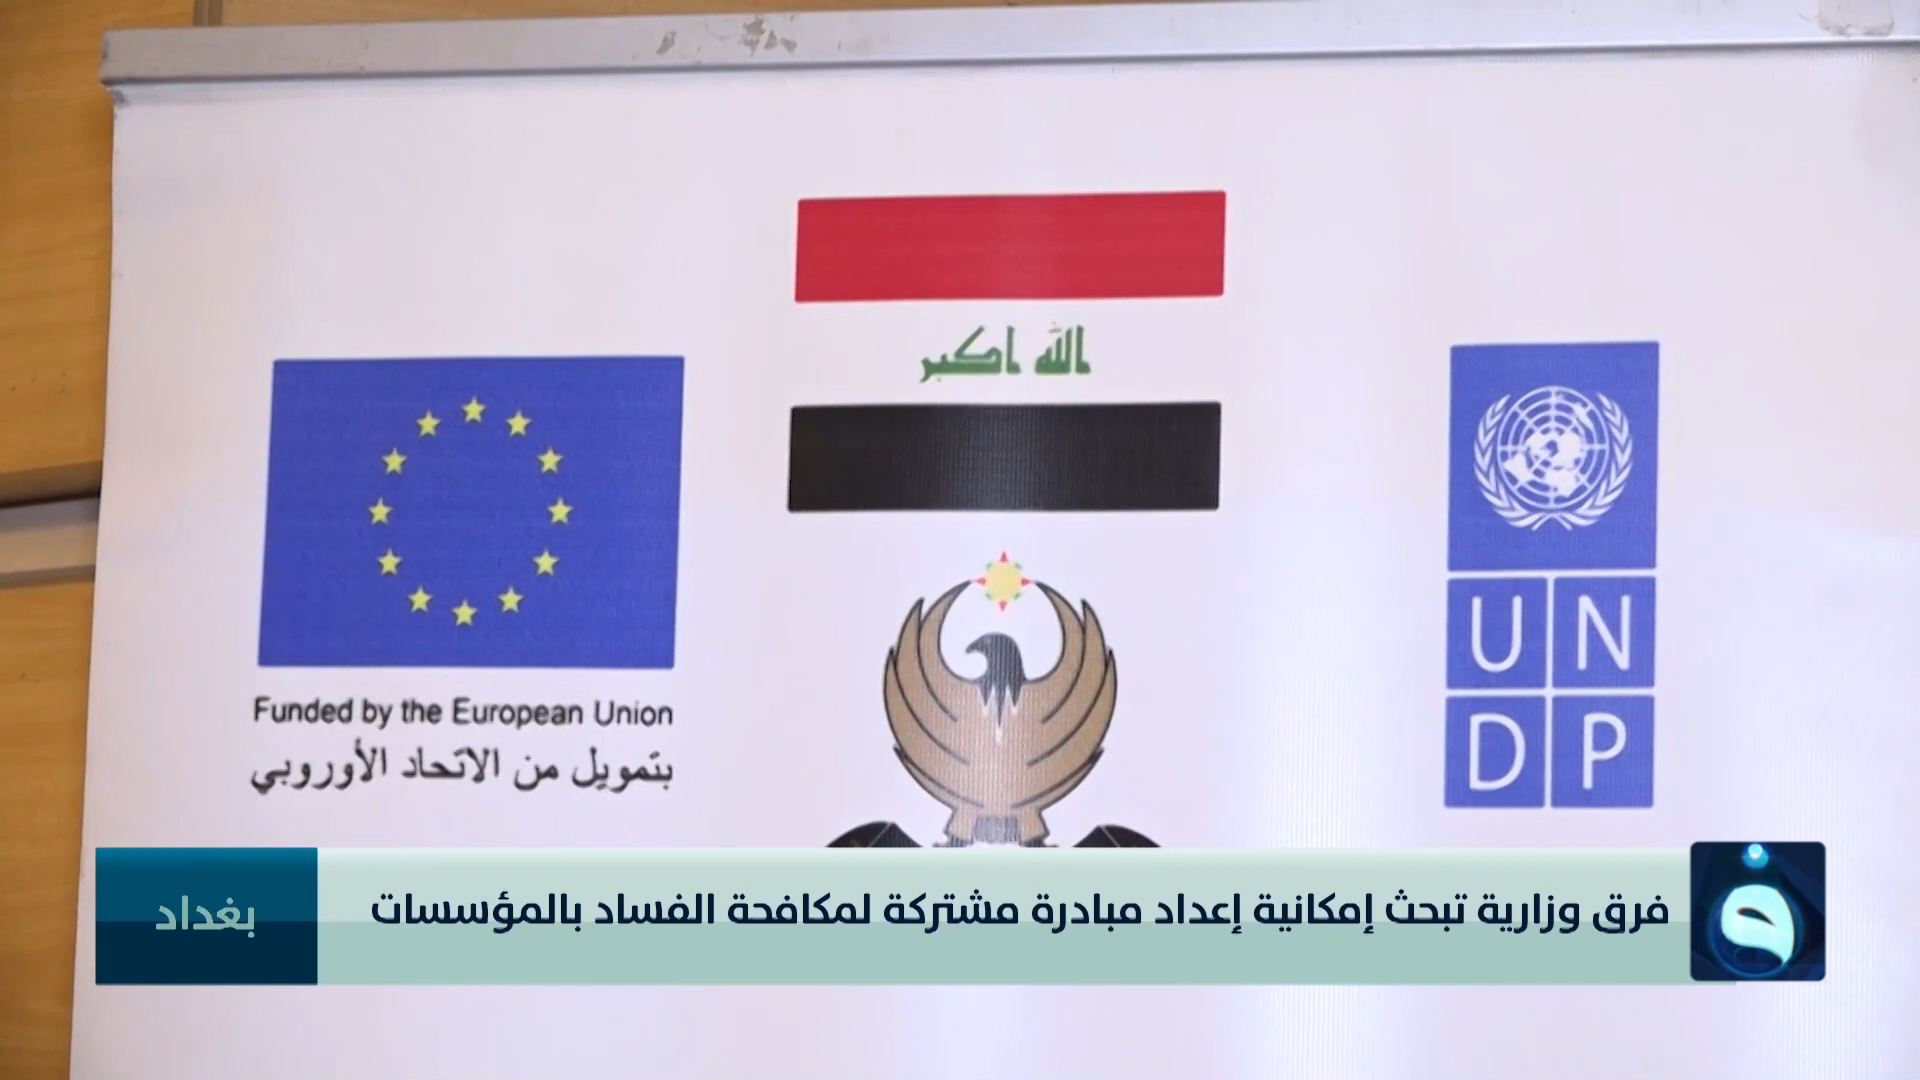 الله اكبر
Funded by the European Union
بتمويل من الاتحاد الأوروبي
UN
DP
فرق وزارية تبحث إمكانية إعداد مبادرة مشتركة لمكافحة الفساد بالمؤسسات
بغداد